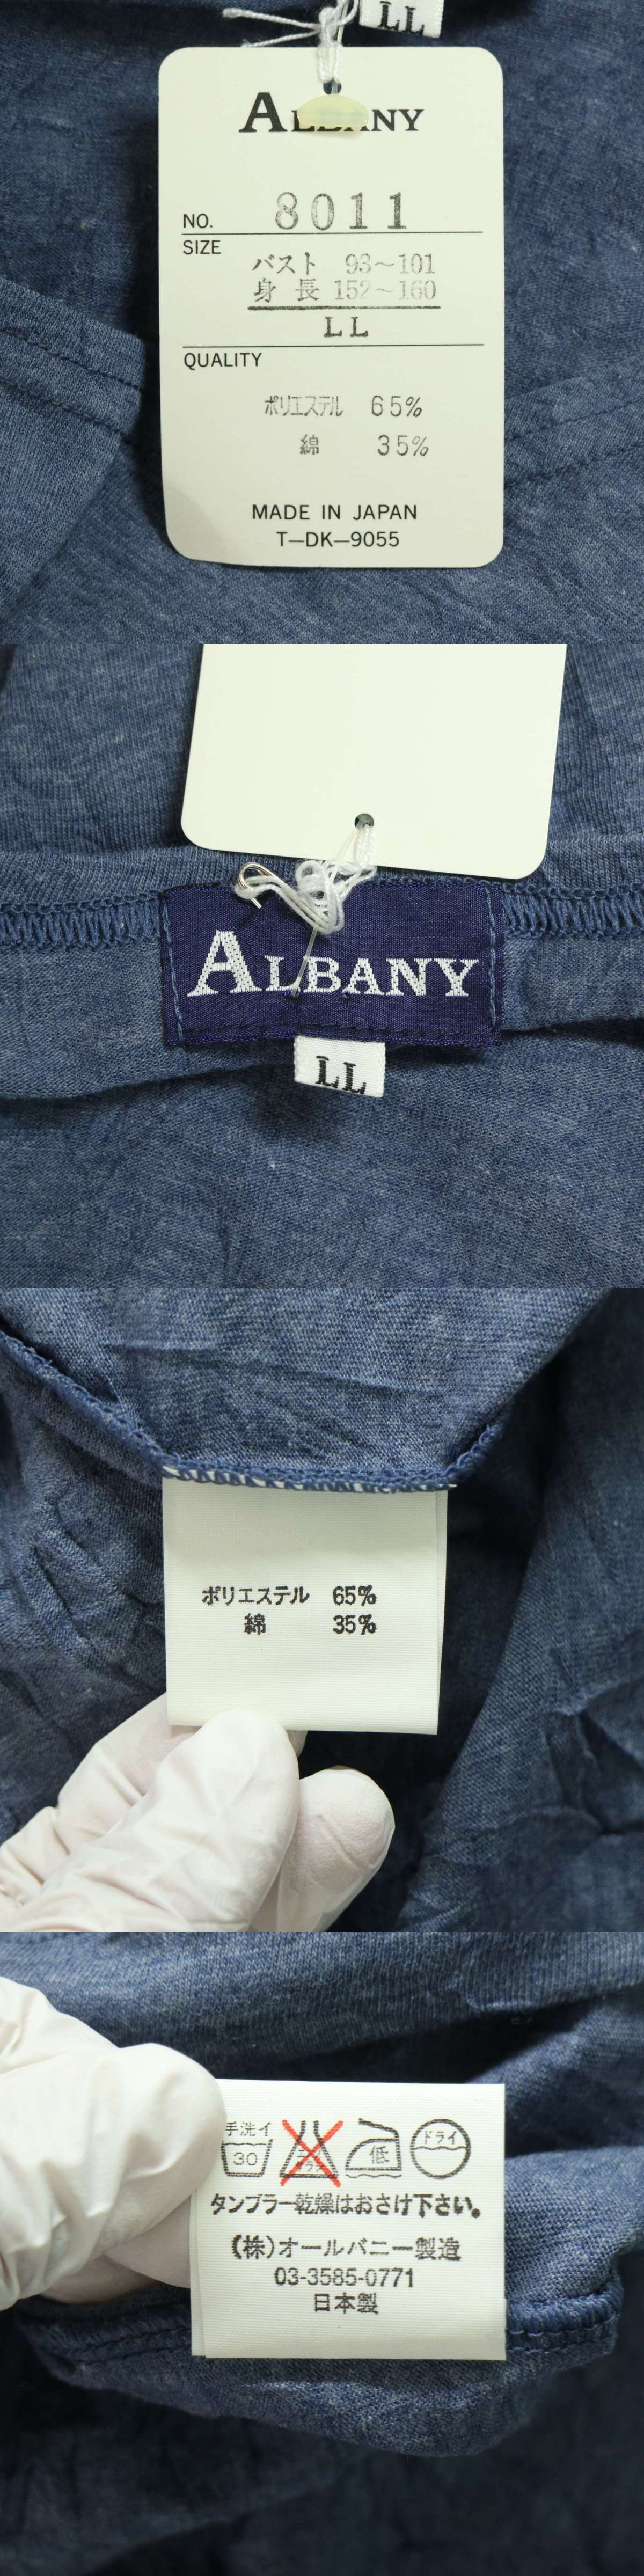 LL
ALBANY
NO. 8011
SIZE
バスト 93～101
身 長 152～160
LL
QUALITY
ポリエステル 65%
綿 35%
MADE IN JAPAN
T—DK—9055
ALBANY
LL
ポリエステル 65%
綿 35%
手洗イ
30
低
ドライ
タンブラー乾燥はおさけ下さい。
(株)オールバニー製造
03-3585-0771
日本製